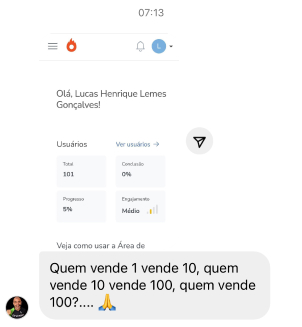 07:13
L
Olá, Lucas Henrique Lemes
Gonçalves!
Usuários
Ver usuários →
Total
Conclusão
101
0%
Progresso
Engajamento
5%
Médio
Veja como usar a Área de
Quem vende 1 vende 10, quem
vende 10 vende 100, quem vende
100?.... 🙏